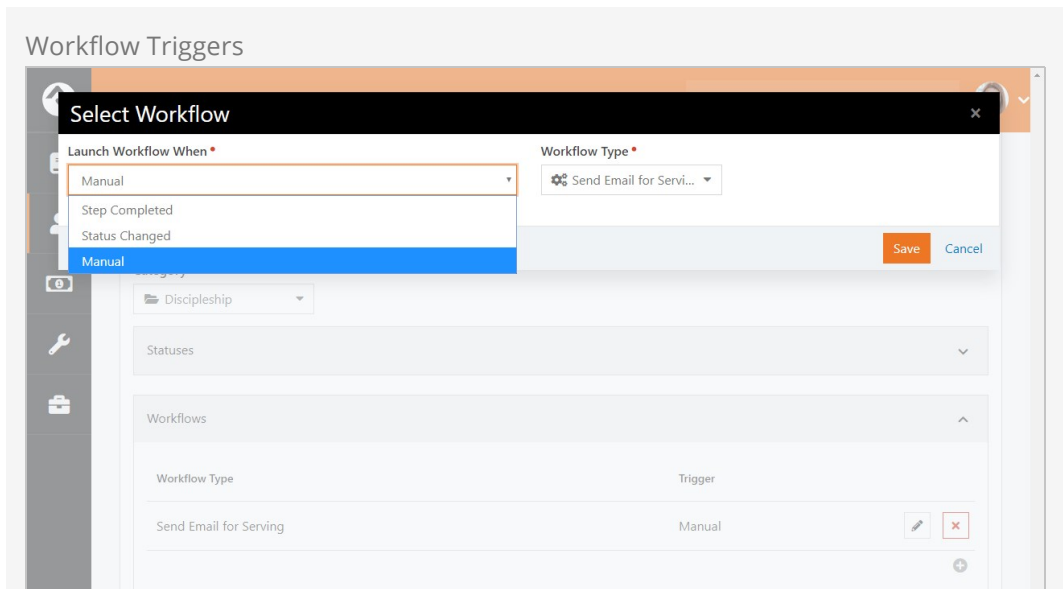 Workflow Triggers
Select Workflow
Launch Workflow When
Workflow Type
Manual
Send Email for Servi...
Step Completed
Status Changed
Manual
Save Cancel
Category
Discipleship
Statuses
Workflows
Workflow Type Trigger
Send Email for Serving Manual